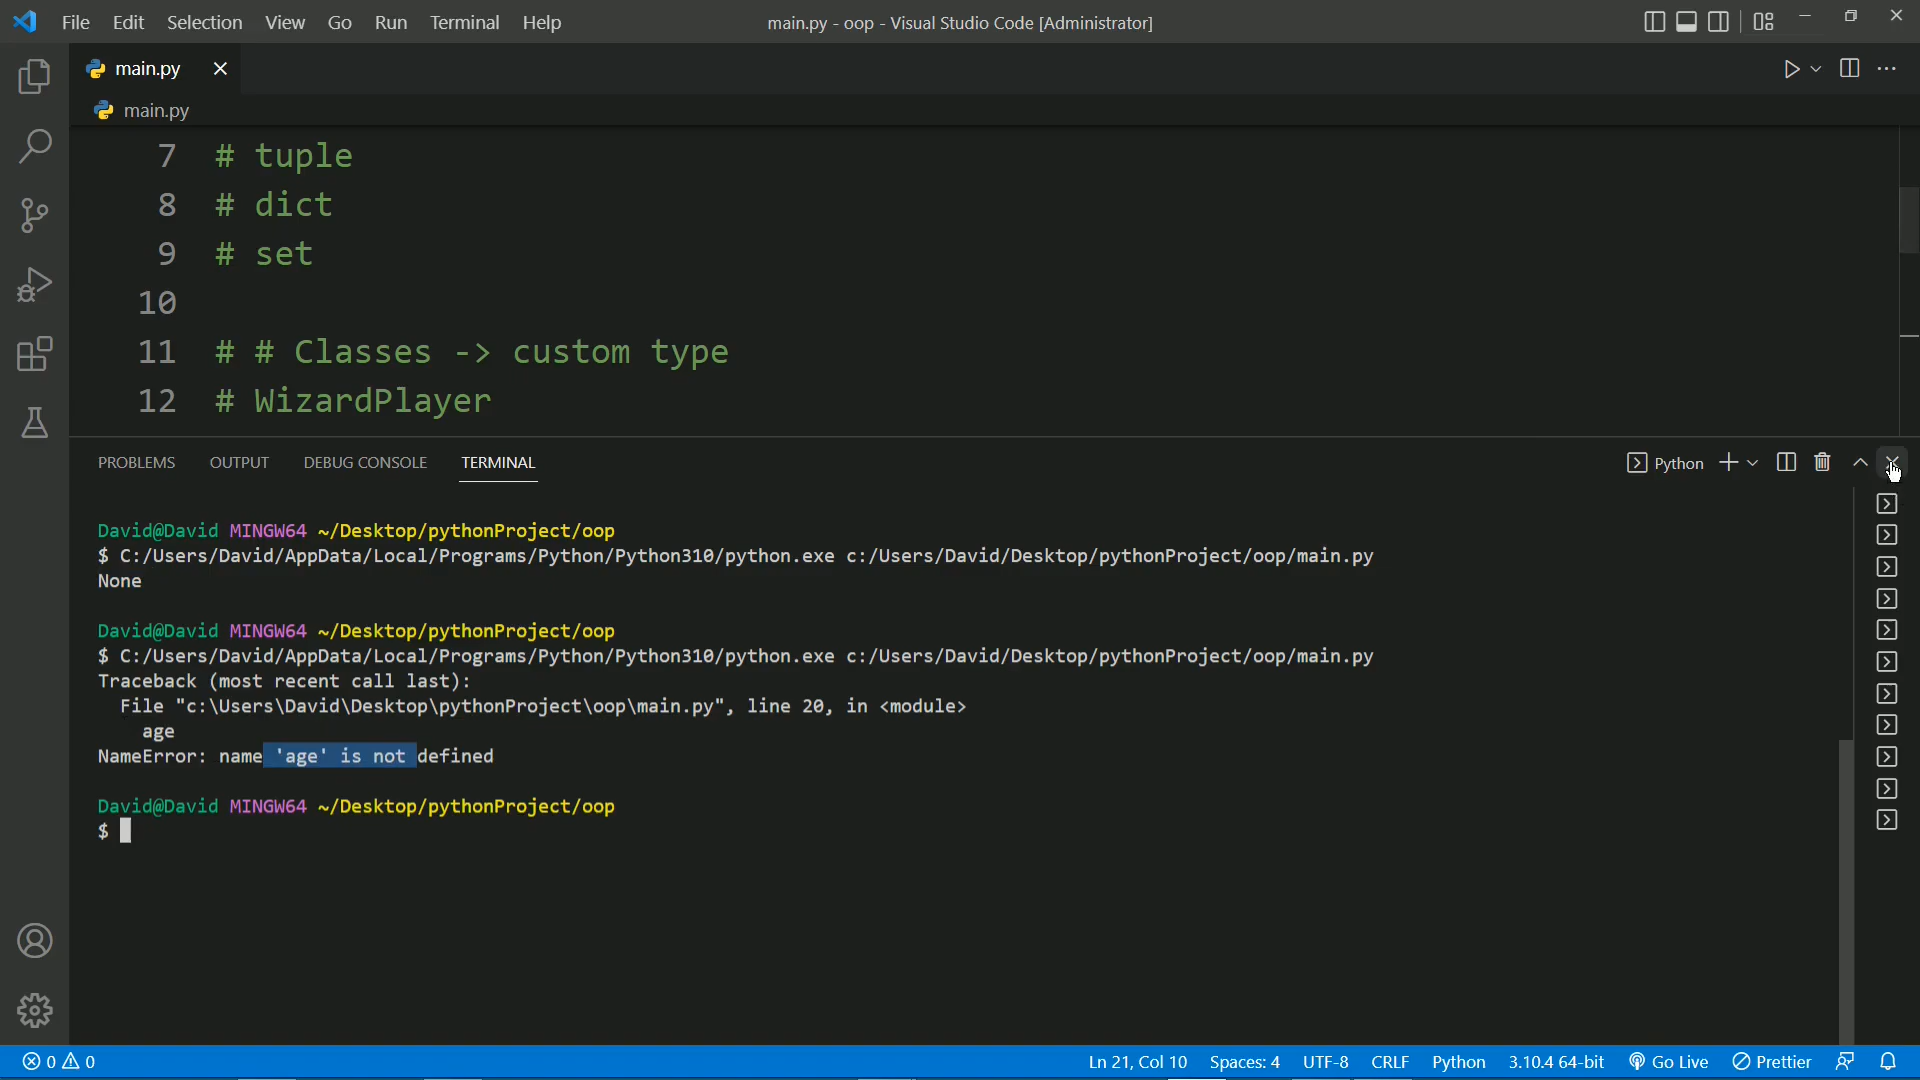 File Edit Selection View Go Run Terminal Help main.py - oop - Visual Studio Code [Administrator]
main.py
main.py
7 # tuple
8 # dict
9 # set
10
11 # # Classes -> custom type
12 # WizardPlayer
PROBLEMS OUTPUT DEBUG CONSOLE TERMINAL Python
David@David MINGW64 ~/Desktop/pythonProject/oop
$ C:/Users/David/AppData/Local/Programs/Python/Python310/python.exe c:/Users/David/Desktop/pythonProject/oop/main.py
None
David@David MINGW64 ~/Desktop/pythonProject/oop
$ C:/Users/David/AppData/Local/Programs/Python/Python310/python.exe c:/Users/David/Desktop/pythonProject/oop/main.py
Traceback (most recent call last):
File "c:\Users\David\Desktop\pythonProject\oop\main.py", line 20, in <module>
age
NameError: name 'age' is not defined
David@David MINGW64 ~/Desktop/pythonProject/oop
$
0 0 Ln 21, Col 10 Spaces: 4 UTF-8 CRLF Python 3.10.4 64-bit Go Live Prettier